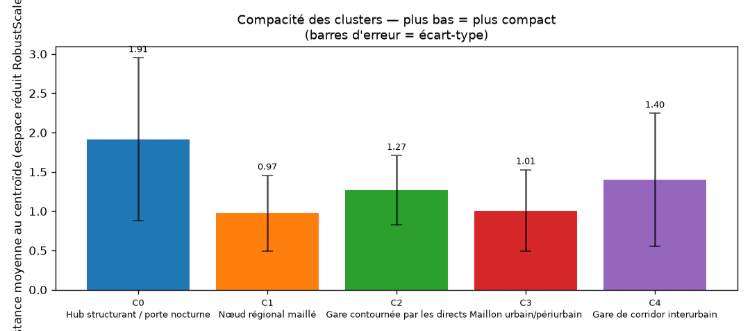 Compacité des clusters — plus bas = plus compact
(barres d'erreur = écart-type)
stance moyenne au centroïde (espace réduit RobustScale
3.0
2.5
2.0
1.5
1.0
0.5
0.0
1.91
0.97
1.27
1.01
1.40
C0
Hub structurant / porte nocturne
C1
Nœud régional maillé
C2
Gare contournée par les directs
C3
Maillon urbain/périurbain
C4
Gare de corridor interurbain